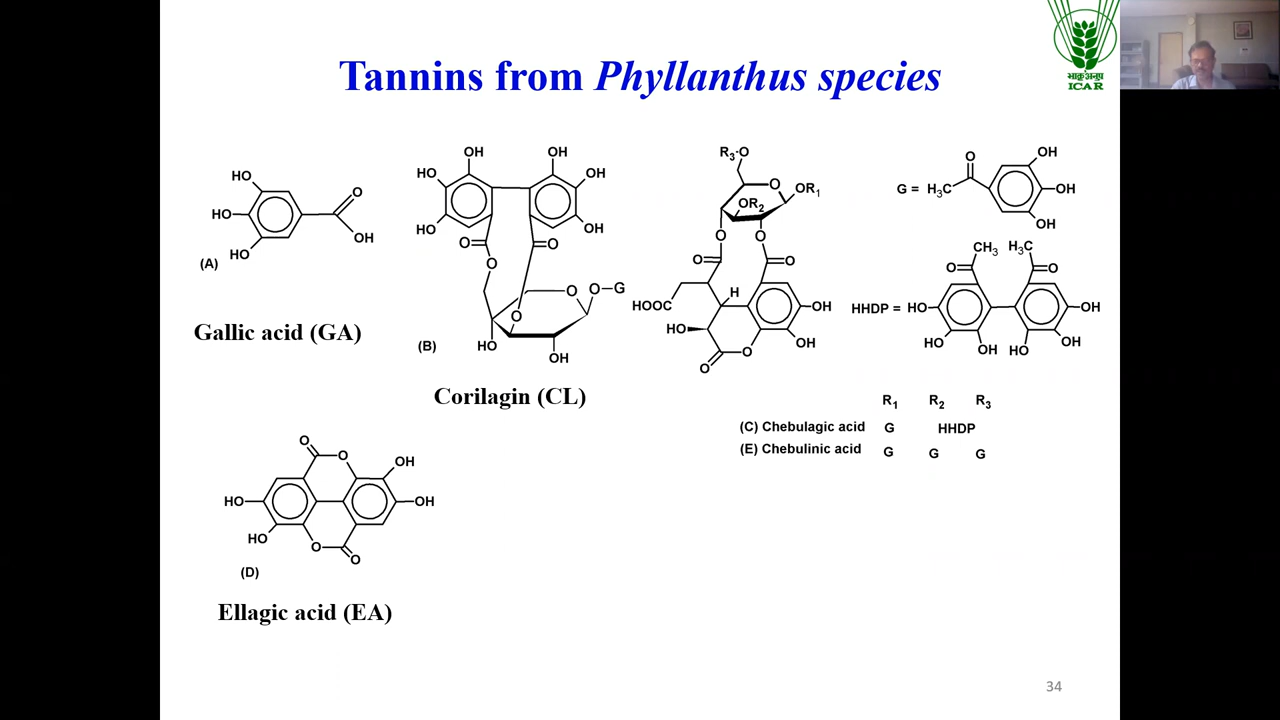 Tannins from Phyllanthus species
भाकृअनुप
ICAR
HO
HO
HO
O
OH
(A)
Gallic acid (GA)
OH
OH
HO
HO
OH
HO
OH
O
O
O
O
O
O–G
HO
OH
(B)
Corilagin (CL)
R3-O
O
OR1
OR2
O
O
O
O
HOOC
H
HO
OH
OH
O
O
G = H3C
O
OH
OH
OH
CH3
H3C
O
O
HHDP = HO
OH
HO
OH
HO
OH
R1 R2 R3
(C) Chebulagic acid G HHDP
(E) Chebulinic acid G G G
O
O
OH
HO
OH
HO
O
O
(D)
Ellagic acid (EA)
34